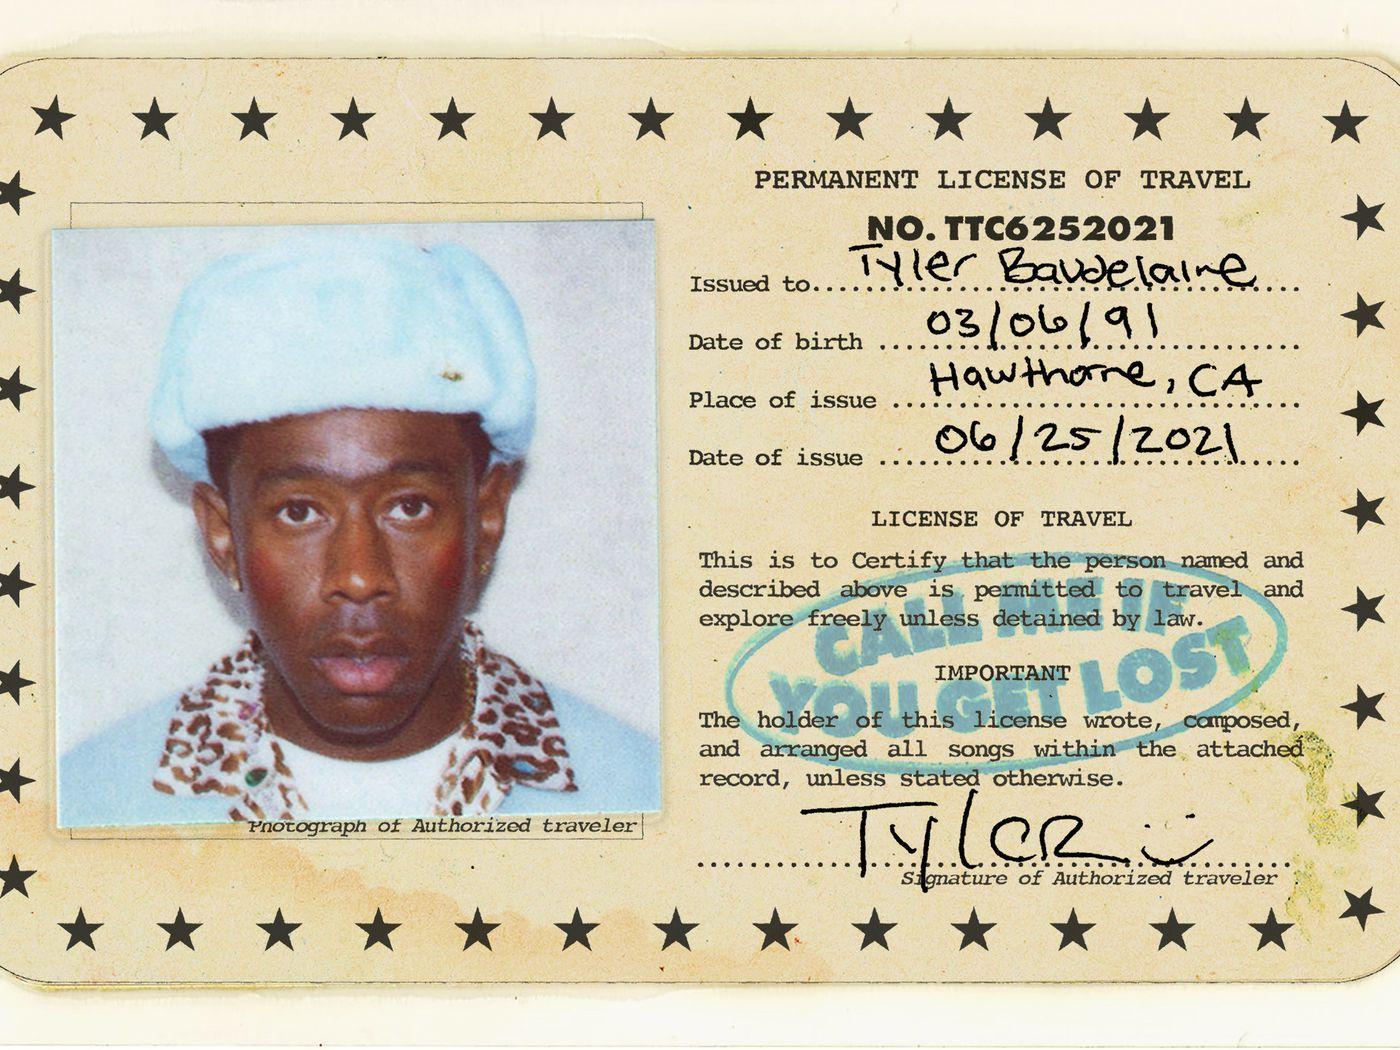 PERMANENT LICENSE OF TRAVEL
NO. TTC6252021
Issued to.... Tyler Baudelaire
Date of birth .... 03/06/91
Place of issue .... Hawthorne, CA
Date of issue .... 06/25/2021
LICENSE OF TRAVEL
This is to Certify that the person named and
described above is permitted to travel and
explore freely unless detained by law.
CALL ME IF
YOU GET LOST
IMPORTANT
The holder of this license wrote, composed,
and arranged all songs within the attached
record, unless stated otherwise.
Tyler
Signature of Authorized traveler
Photograph of Authorized traveler